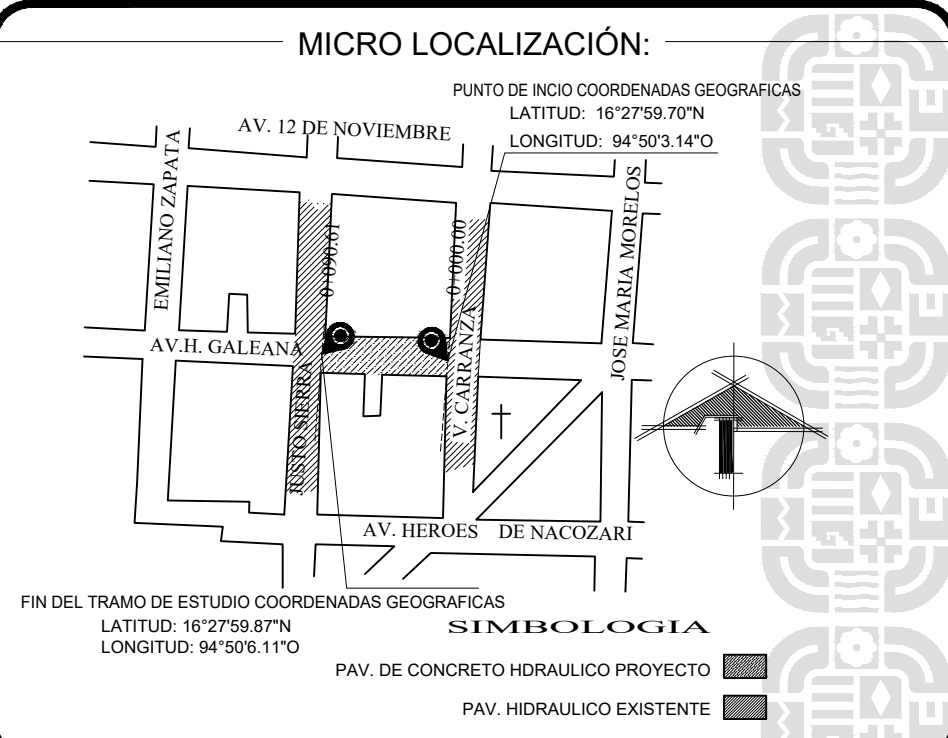 MICRO LOCALIZACIÓN:
PUNTO DE INCIO COORDENADAS GEOGRAFICAS
LATITUD: 16°27'59.70"N
LONGITUD: 94°50'3.14"O
AV. 12 DE NOVIEMBRE
EMILIANO ZAPATA
JOSE MARIA MORELOS
0+090.61
0+000.00
AV.H. GALEANA
V. CARRANZA
JUSTO SIERRA
AV. HEROES DE NACOZARI
FIN DEL TRAMO DE ESTUDIO COORDENADAS GEOGRAFICAS
LATITUD: 16°27'59.87"N
LONGITUD: 94°50'6.11"O
SIMBOLOGIA
PAV. DE CONCRETO HDRAULICO PROYECTO
PAV. HIDRAULICO EXISTENTE